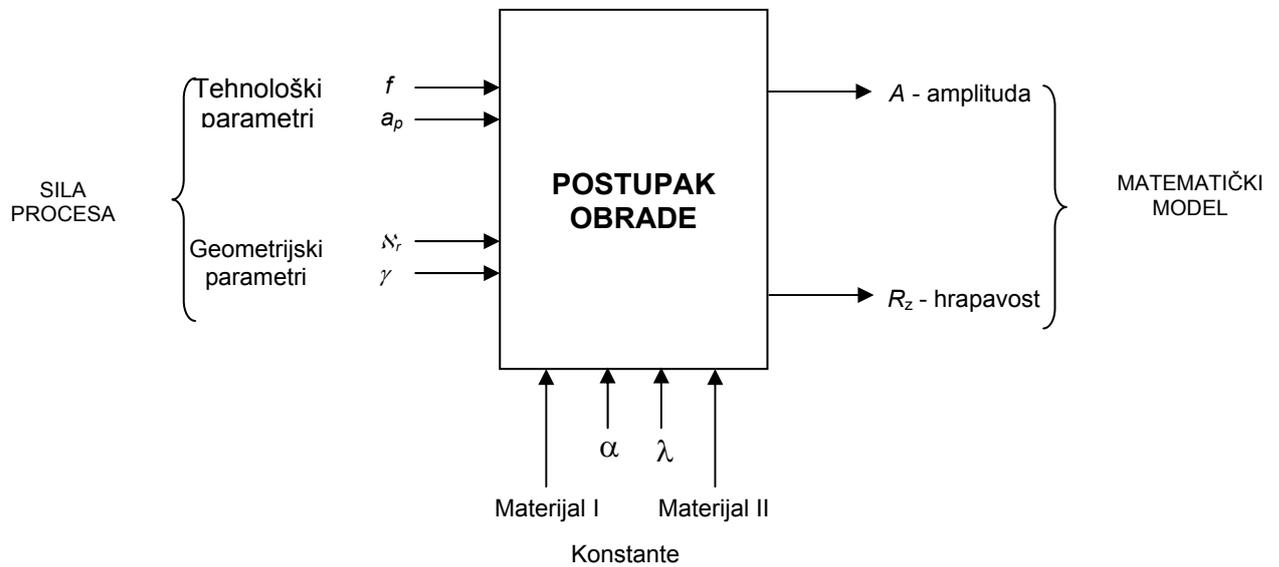 SILA
PROCESA
Tehnološki
parametri
f
a_p
Geometrijski
parametri
ℵ_r
γ
POSTUPAK
OBRADE
A - amplituda
R_z - hrapavost
MATEMATIČKI
MODEL
α λ
Materijal I Materijal II
Konstante